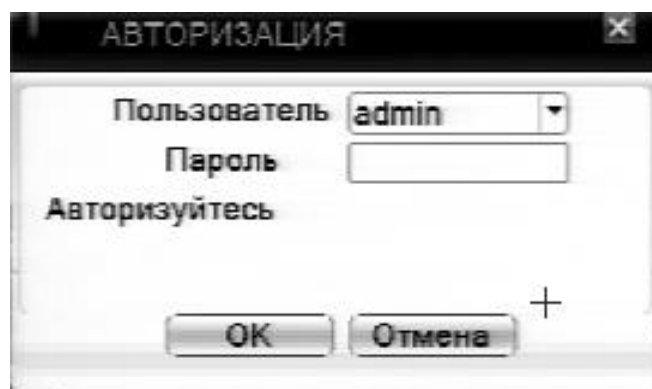 АВТОРИЗАЦИЯ
Пользователь admin
Пароль
Авторизуйтесь
OK Отмена